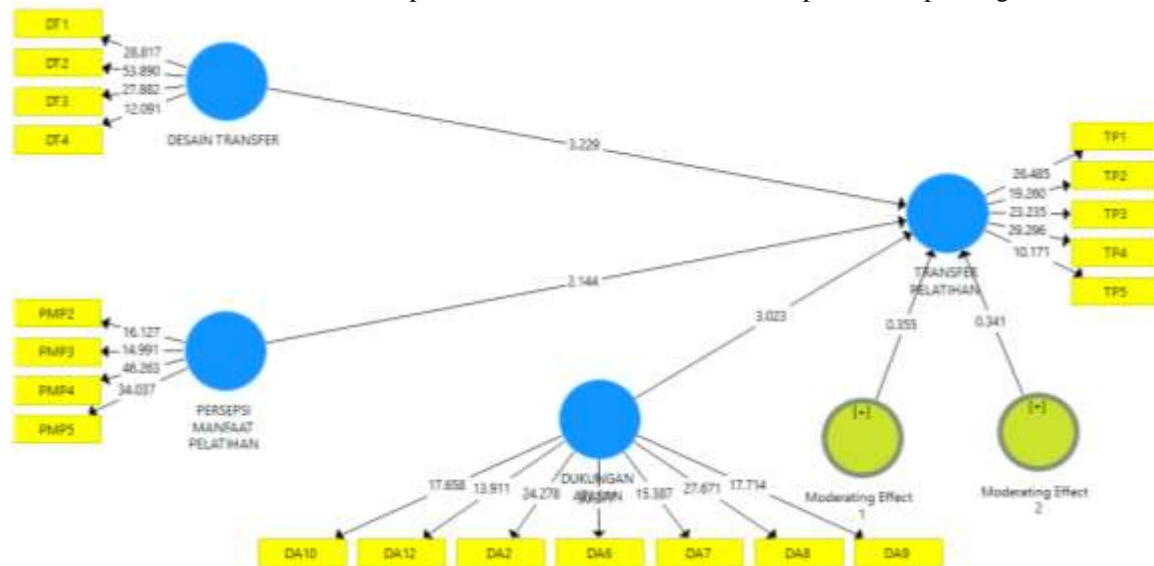 DT1
DT2
DT3
DT4
28.817
53.890
27.882
12.091
DESAIN TRANSFER
3.229
TP1
TP2
TP3
TP4
TP5
26.485
19.260
23.235
29.296
10.171
TRANSFER
PELATIHAN
PMP2
PMP3
PMP4
PMP5
16.127
14.991
46.263
34.037
PERSEPSI
MANFAAT
PELATIHAN
2.144
3.023
0.355
0.341
[+]
[+]
Moderating Effect
1
Moderating Effect
2
DUKUNGAN
17.658
13.911
24.278
15.387
27.671
17.714
DA10
DA12
DA2
DA6
DA7
DA8
DA9